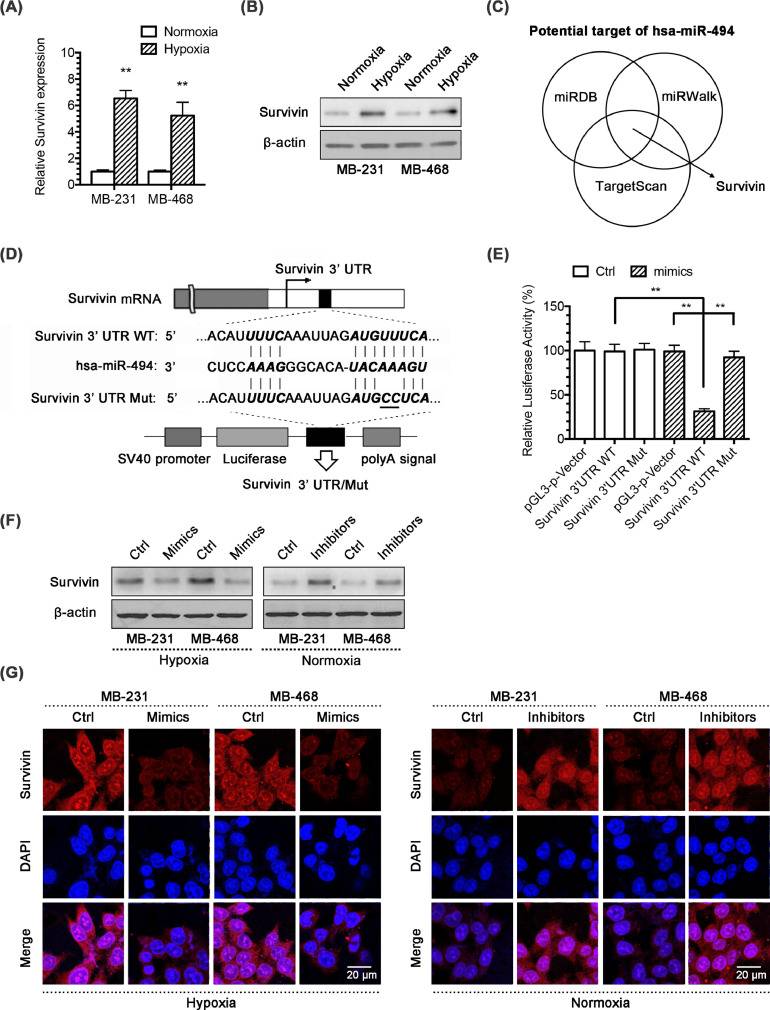 (A)
Normoxia
Hypoxia
Relative Survivin expression
10
8
6
4
2
0
**
**
MB-231 MB-468
(B)
Normoxia Hypoxia Normoxia Hypoxia
Survivin
β-actin
MB-231 MB-468
(C)
Potential target of hsa-miR-494
miRDB
miRWalk
TargetScan
Survivin
(D)
Survivin 3' UTR
Survivin mRNA
Survivin 3' UTR WT: 5' ...ACAUUUUCAAAUUAGAUGUUUCA...
hsa-miR-494: 3' CUCCAAAGGGCACA-UACAAAGU
Survivin 3' UTR Mut: 5' ...ACAUUUUCAAAUUAGAUGCCUCA...
SV40 promoter Luciferase polyA signal
Survivin 3' UTR/Mut
(E)
Ctrl mimics
Relative Luciferase Activity (%)
150
100
50
0
**
** **
pGL3-p-Vector
Survivin 3'UTR WT
Survivin 3'UTR Mut
pGL3-p-Vector
Survivin 3'UTR WT
Survivin 3'UTR Mut
(F)
Ctrl Mimics Ctrl Mimics Ctrl Inhibitors Ctrl Inhibitors
Survivin
β-actin
MB-231 MB-468 MB-231 MB-468
Hypoxia Normoxia
(G)
MB-231 MB-468 MB-231 MB-468
Ctrl Mimics Ctrl Mimics Ctrl Inhibitors Ctrl Inhibitors
Survivin Survivin
DAPI DAPI
Merge Merge
20 μm 20 μm
Hypoxia Normoxia